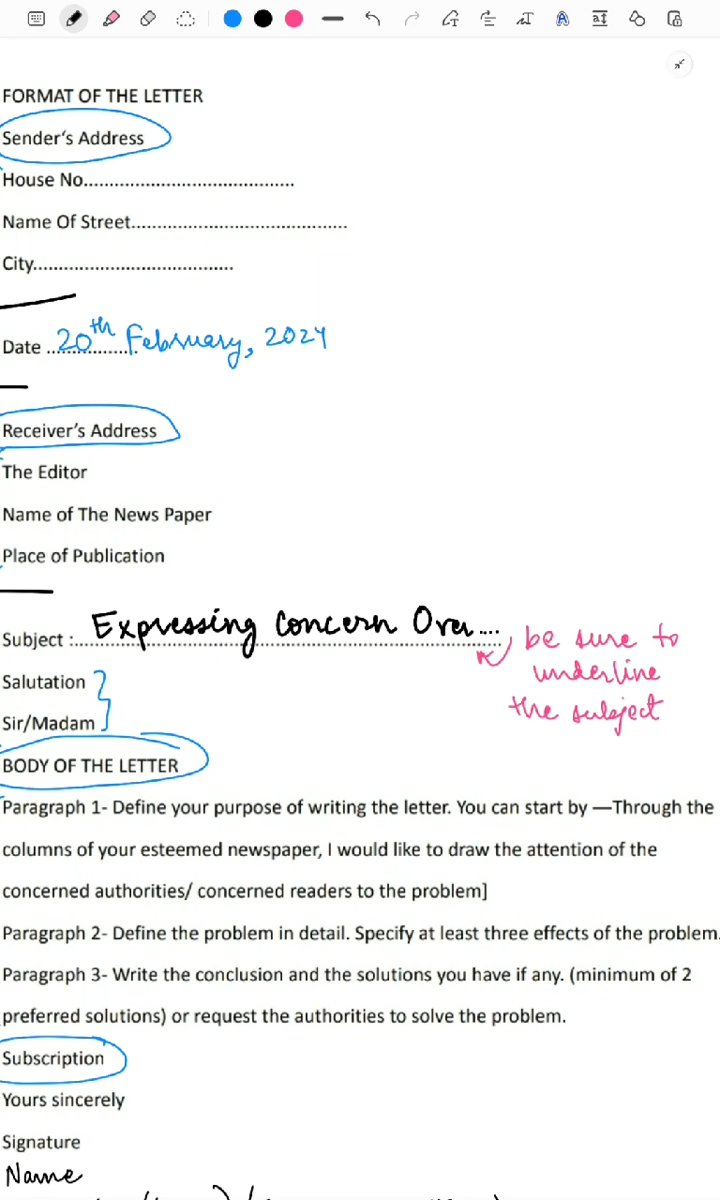 FORMAT OF THE LETTER
Sender's Address
House No..........................................
Name Of Street...........................................
City........................................
Date .................. 20th February, 2024
Receiver's Address
The Editor
Name of The News Paper
Place of Publication
Subject :..... Expressing Concern Over .... be sure to
underline
Salutation
the subject
Sir/Madam
BODY OF THE LETTER
Paragraph 1- Define your purpose of writing the letter. You can start by —Through the
columns of your esteemed newspaper, I would like to draw the attention of the
concerned authorities/ concerned readers to the problem]
Paragraph 2- Define the problem in detail. Specify at least three effects of the problem.
Paragraph 3- Write the conclusion and the solutions you have if any. (minimum of 2
preferred solutions) or request the authorities to solve the problem.
Subscription
Yours sincerely
Signature
Name